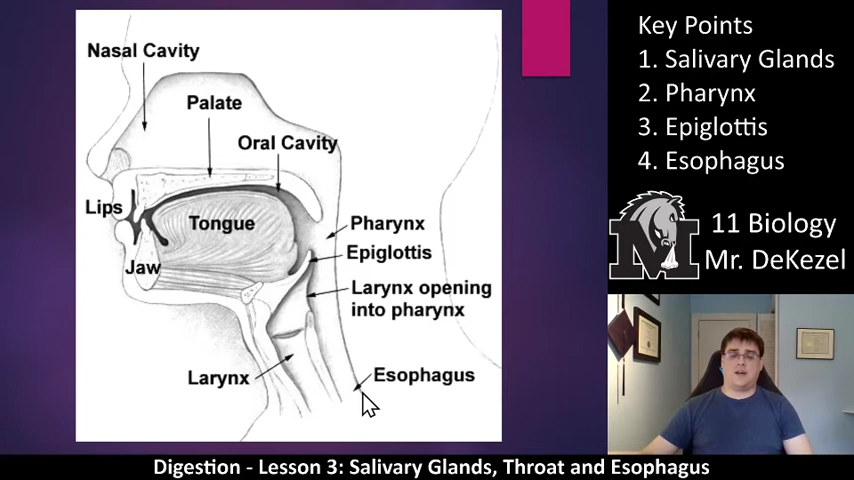 Nasal Cavity
Palate
Oral Cavity
Lips
Tongue
Pharynx
Epiglottis
Jaw
Larynx opening
into pharynx
Larynx
Esophagus
Key Points
1. Salivary Glands
2. Pharynx
3. Epiglottis
4. Esophagus
M
11 Biology
Mr. DeKezel
Digestion - Lesson 3: Salivary Glands, Throat and Esophagus